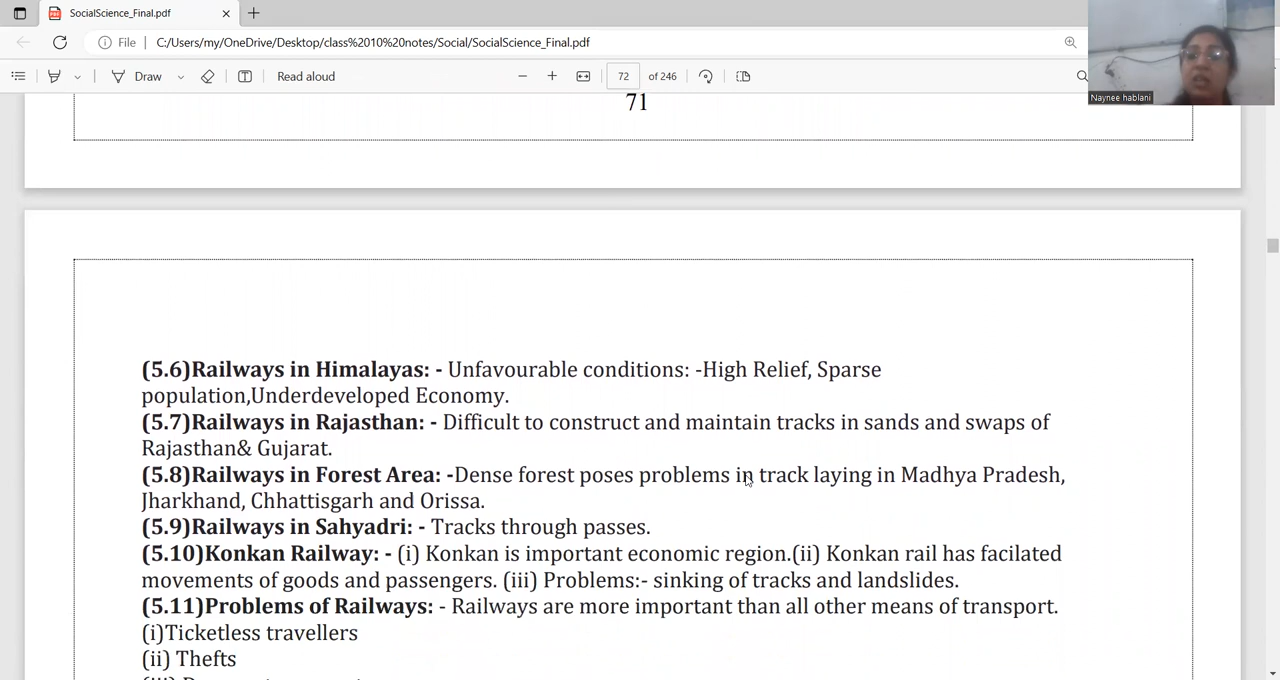 SocialScience_Final.pdf
File
C:/Users/my/OneDrive/Desktop/class%2010%20notes/Social/SocialScience_Final.pdf
Draw
Read aloud
72 of 246
Naynee hablani
71
(5.6)Railways in Himalayas: - Unfavourable conditions: -High Relief, Sparse
population,Underdeveloped Economy.
(5.7)Railways in Rajasthan: - Difficult to construct and maintain tracks in sands and swaps of
Rajasthan& Gujarat.
(5.8)Railways in Forest Area: -Dense forest poses problems in track laying in Madhya Pradesh,
Jharkhand, Chhattisgarh and Orissa.
(5.9)Railways in Sahyadri: - Tracks through passes.
(5.10)Konkan Railway: - (i) Konkan is important economic region.(ii) Konkan rail has facilated
movements of goods and passengers. (iii) Problems:- sinking of tracks and landslides.
(5.11)Problems of Railways: - Railways are more important than all other means of transport.
(i)Ticketless travellers
(ii) Thefts